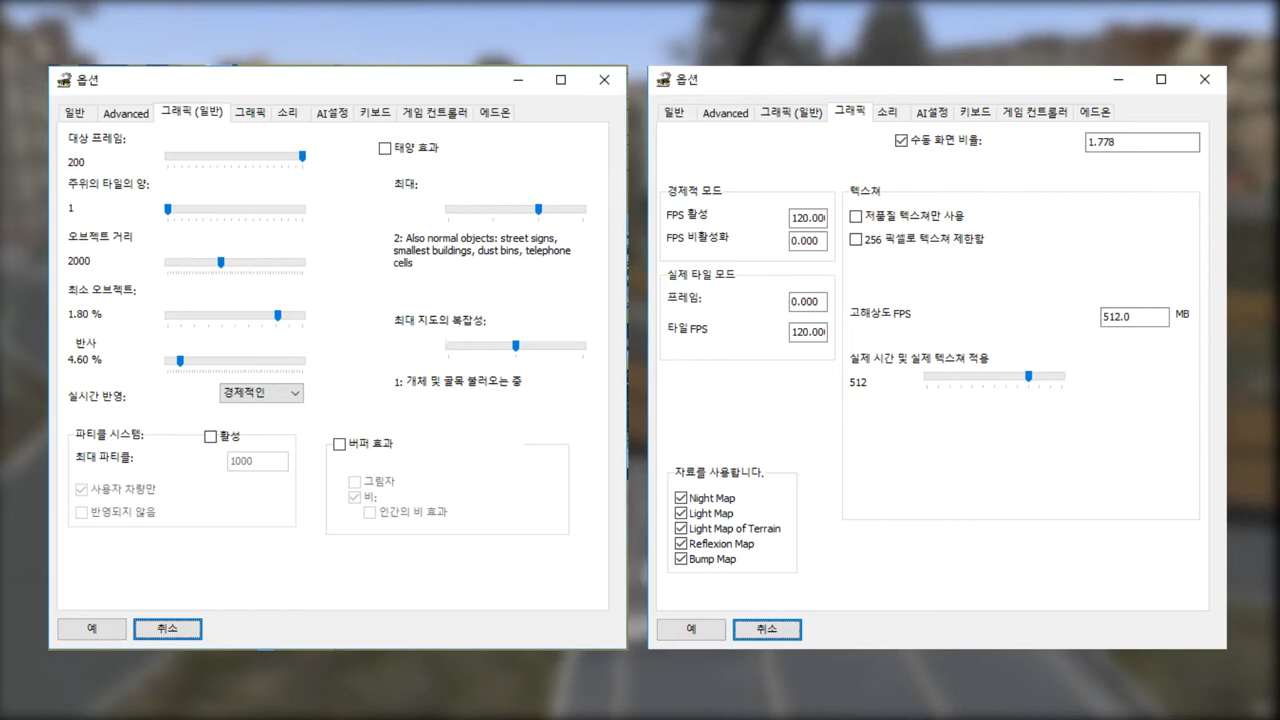 옵션
일반 Advanced 그래픽 (일반) 그래픽 소리 AI설정 키보드 게임 컨트롤러 에드온
대상 프레임:
200
주위의 타일의 양:
1
오브젝트 거리
2000
최소 오브젝트:
1.80 %
반사
4.60 %
실시간 반영: 경제적인
파티클 시스템: 활성
최대 파티클: 1000
사용자 차량만
반영되지 않음
태양 효과
최대:
2: Also normal objects: street signs,
smallest buildings, dust bins, telephone
cells
최대 지도의 복잡성:
1: 개체 및 골목 불러오는 중
버퍼 효과
그림자
비:
인간의 비 효과
예 취소
옵션
일반 Advanced 그래픽 (일반) 그래픽 소리 AI설정 키보드 게임 컨트롤러 에드온
수동 화면 비율: 1.778
경제적 모드
FPS 활성 120.000
FPS 비활성화 0.000
실제 타일 모드
프레임: 0.000
타일 FPS 120.000
자료를 사용합니다.
Night Map
Light Map
Light Map of Terrain
Reflexion Map
Bump Map
텍스쳐
저품질 텍스쳐만 사용
256 픽셀로 텍스쳐 제한함
고해상도 FPS 512.0 MB
실제 시간 및 실제 텍스쳐 적용
512
예 취소